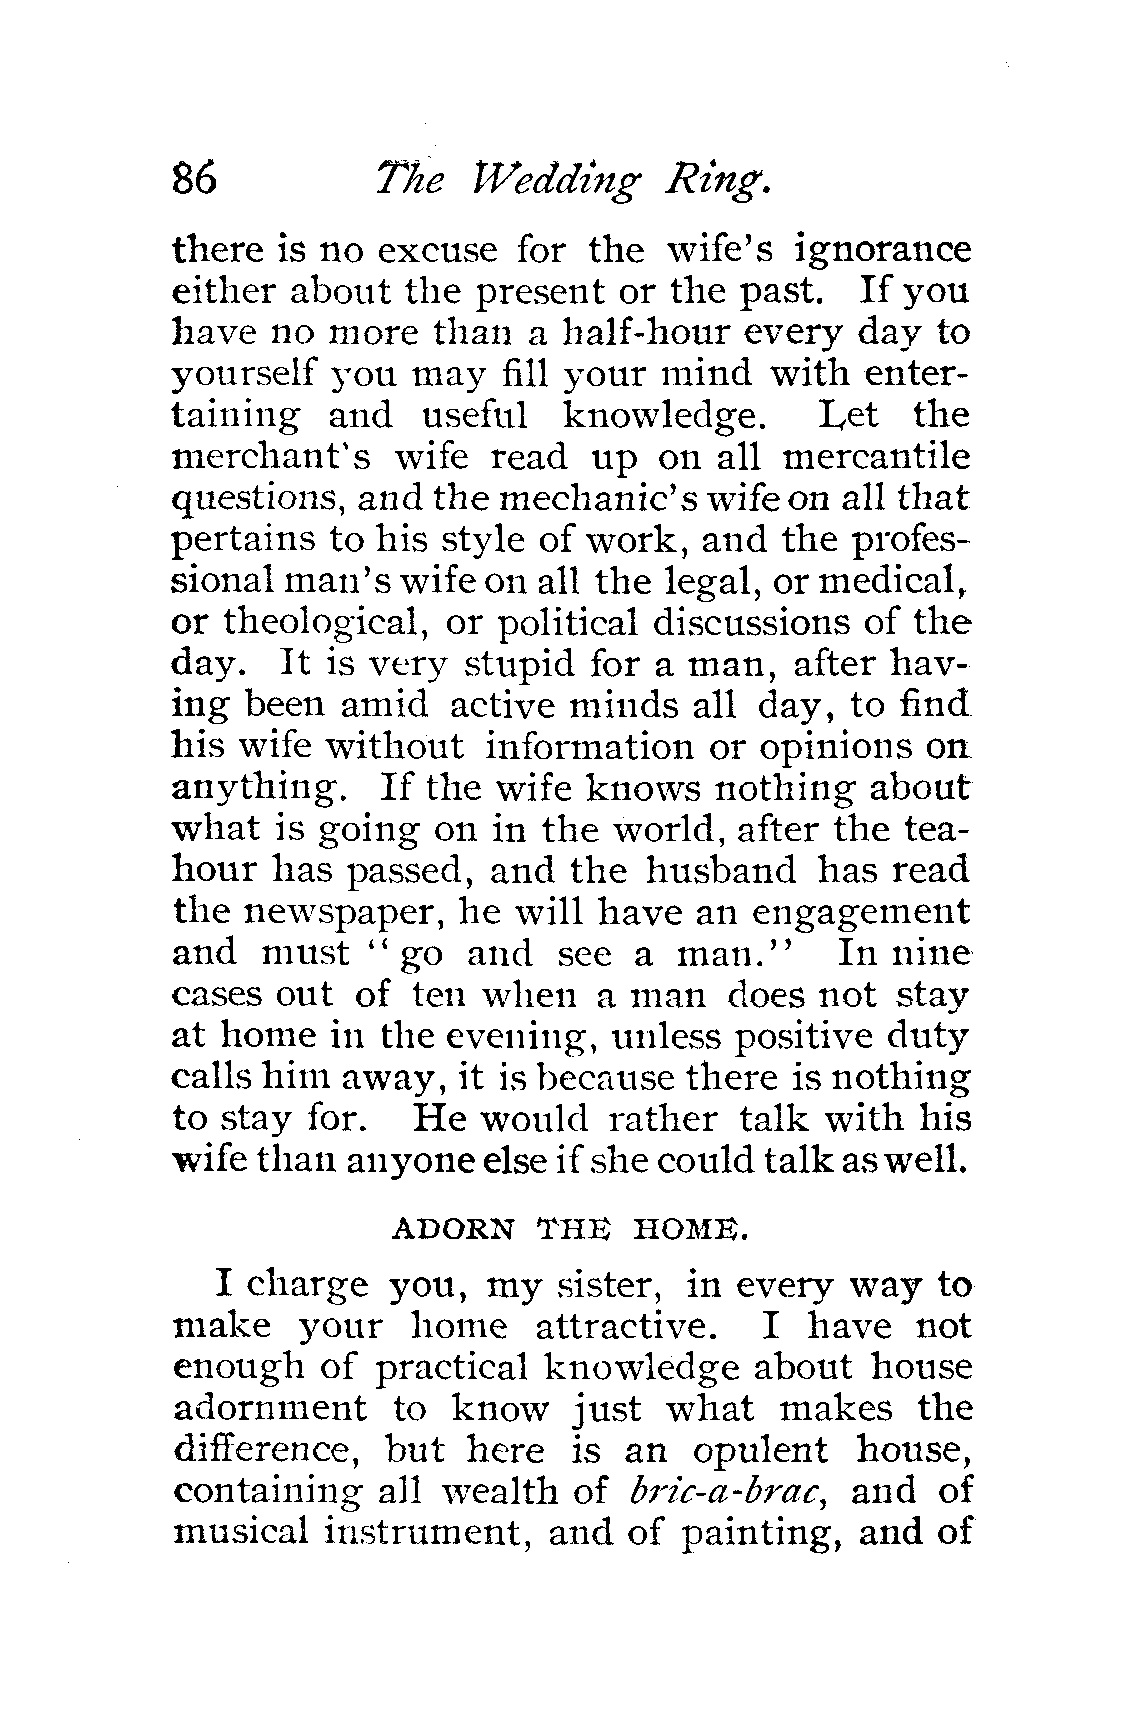 86 The Wedding Ring.
there is no excuse for the wife's ignorance
either about the present or the past. If you
have no more than a half-hour every day to
yourself you may fill your mind with enter-
taining and useful knowledge. Let the
merchant's wife read up on all mercantile
questions, and the mechanic's wife on all that
pertains to his style of work, and the profes-
sional man's wife on all the legal, or medical,
or theological, or political discussions of the
day. It is very stupid for a man, after hav-
ing been amid active minds all day, to find
his wife without information or opinions on
anything. If the wife knows nothing about
what is going on in the world, after the tea-
hour has passed, and the husband has read
the newspaper, he will have an engagement
and must "go and see a man." In nine
cases out of ten when a man does not stay
at home in the evening, unless positive duty
calls him away, it is because there is nothing
to stay for. He would rather talk with his
wife than anyone else if she could talk as well.
ADORN THE HOME.
I charge you, my sister, in every way to
make your home attractive. I have not
enough of practical knowledge about house
adornment to know just what makes the
difference, but here is an opulent house,
containing all wealth of bric-a-brac, and of
musical instrument, and of painting, and of